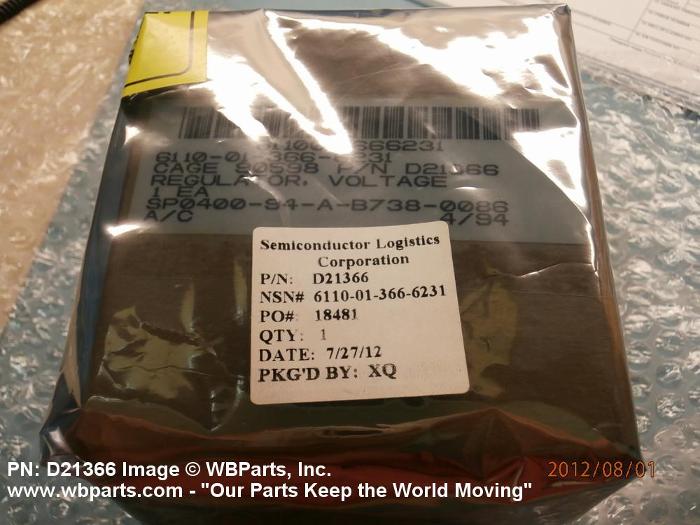 6110-01-366-6231
CAGE 80598 P/N D21366
REGULATOR, VOLTAGE
1 EA
SP0400-94-A-B738-0086
A/C 4/94
Semiconductor Logistics
Corporation
P/N: D21366
NSN# 6110-01-366-6231
PO#: 18481
QTY: 1
DATE: 7/27/12
PKG'D BY: XQ
PN: D21366 Image © WBParts, Inc.
www.wbparts.com - "Our Parts Keep the World Moving"
2012/08/01